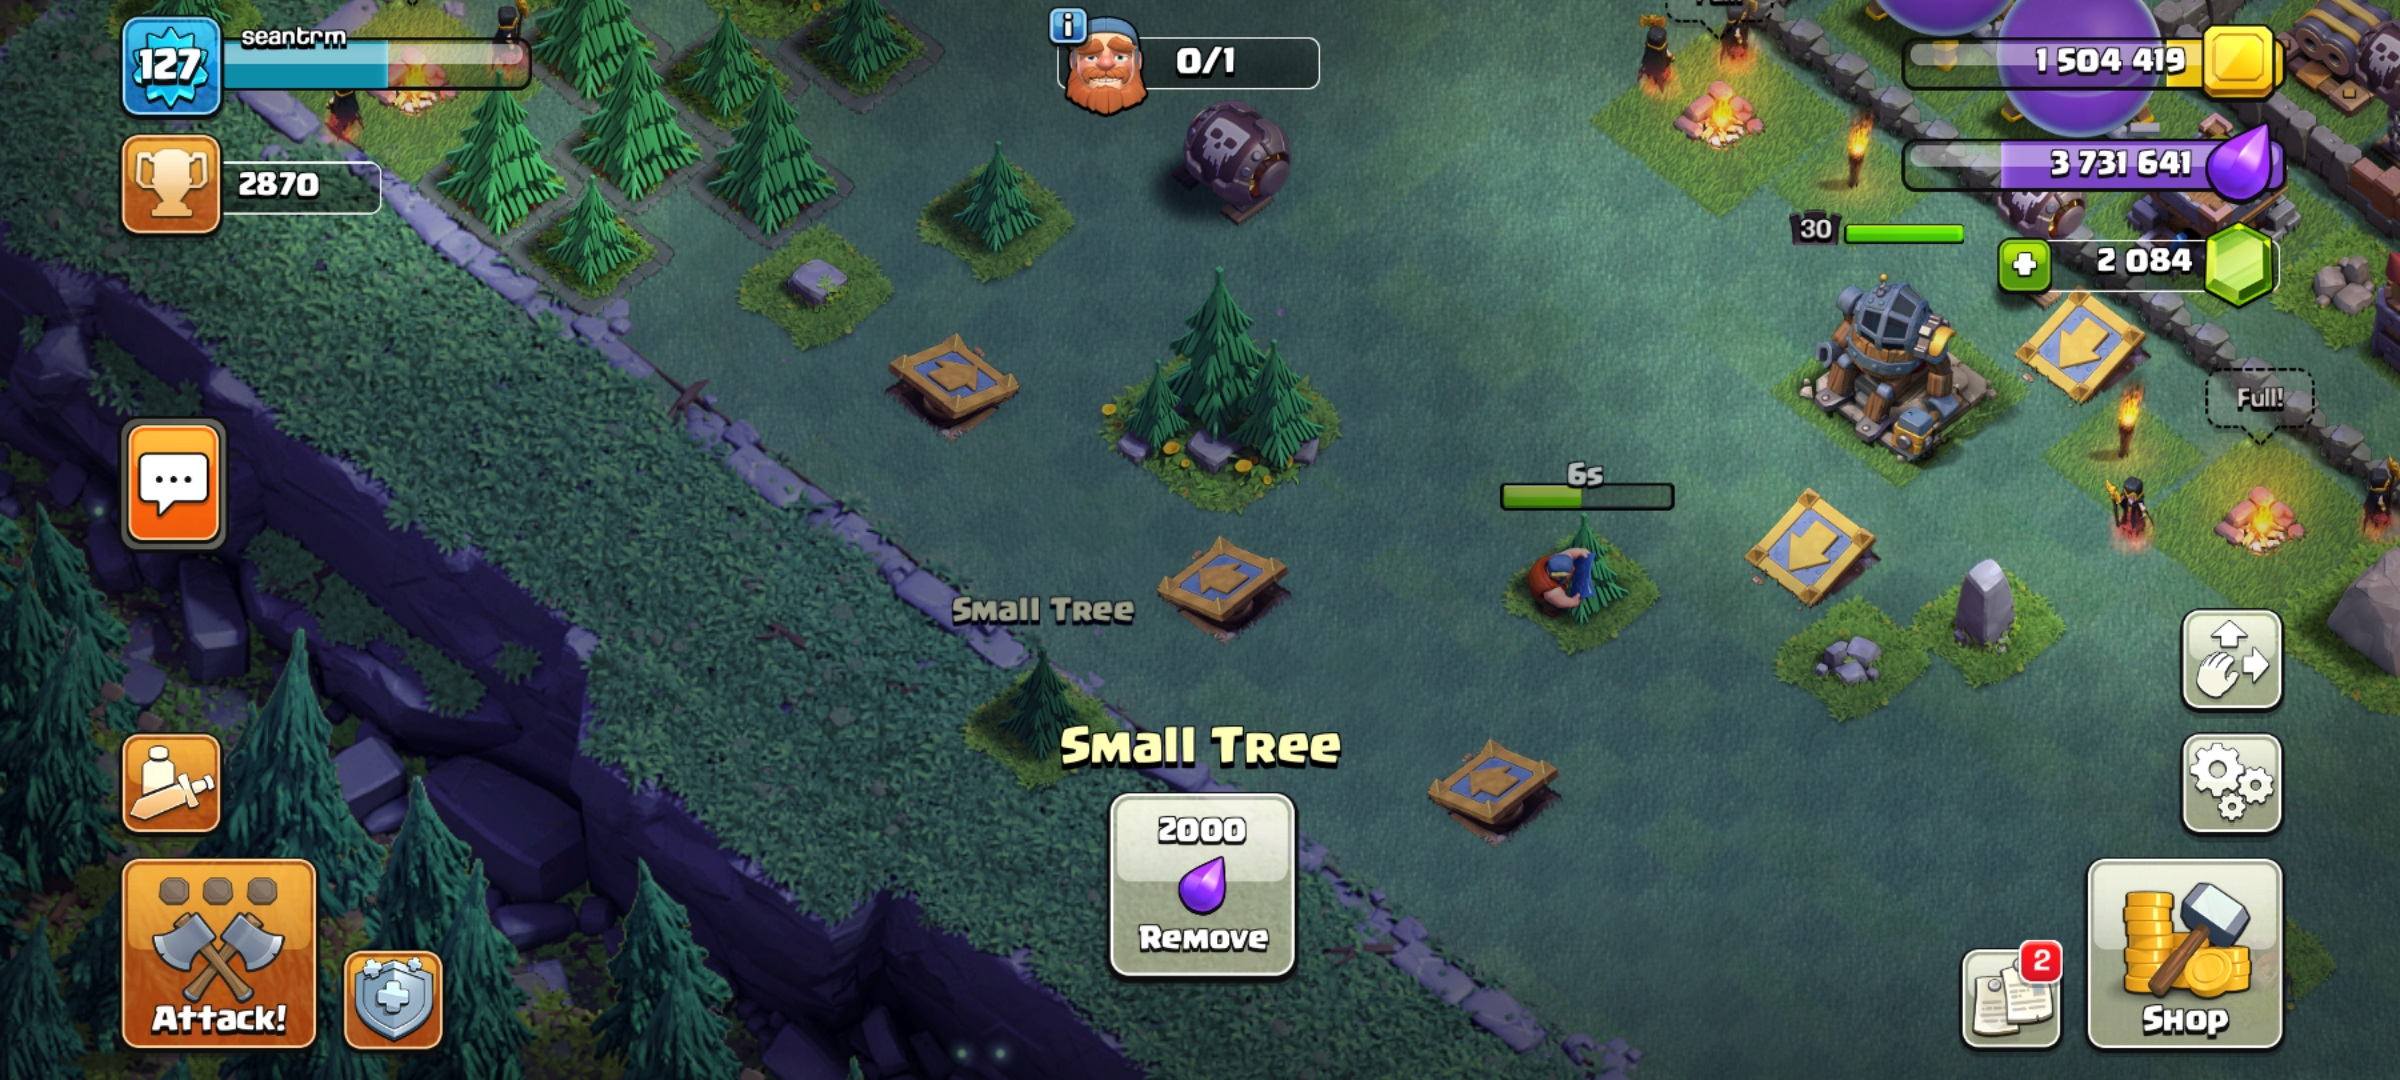 127
seantrm
0/1
1 504 419
2870
3 731 641
30
2 084
Full!
6s
Small Tree
Small Tree
2000
Remove
Attack!
2
Shop